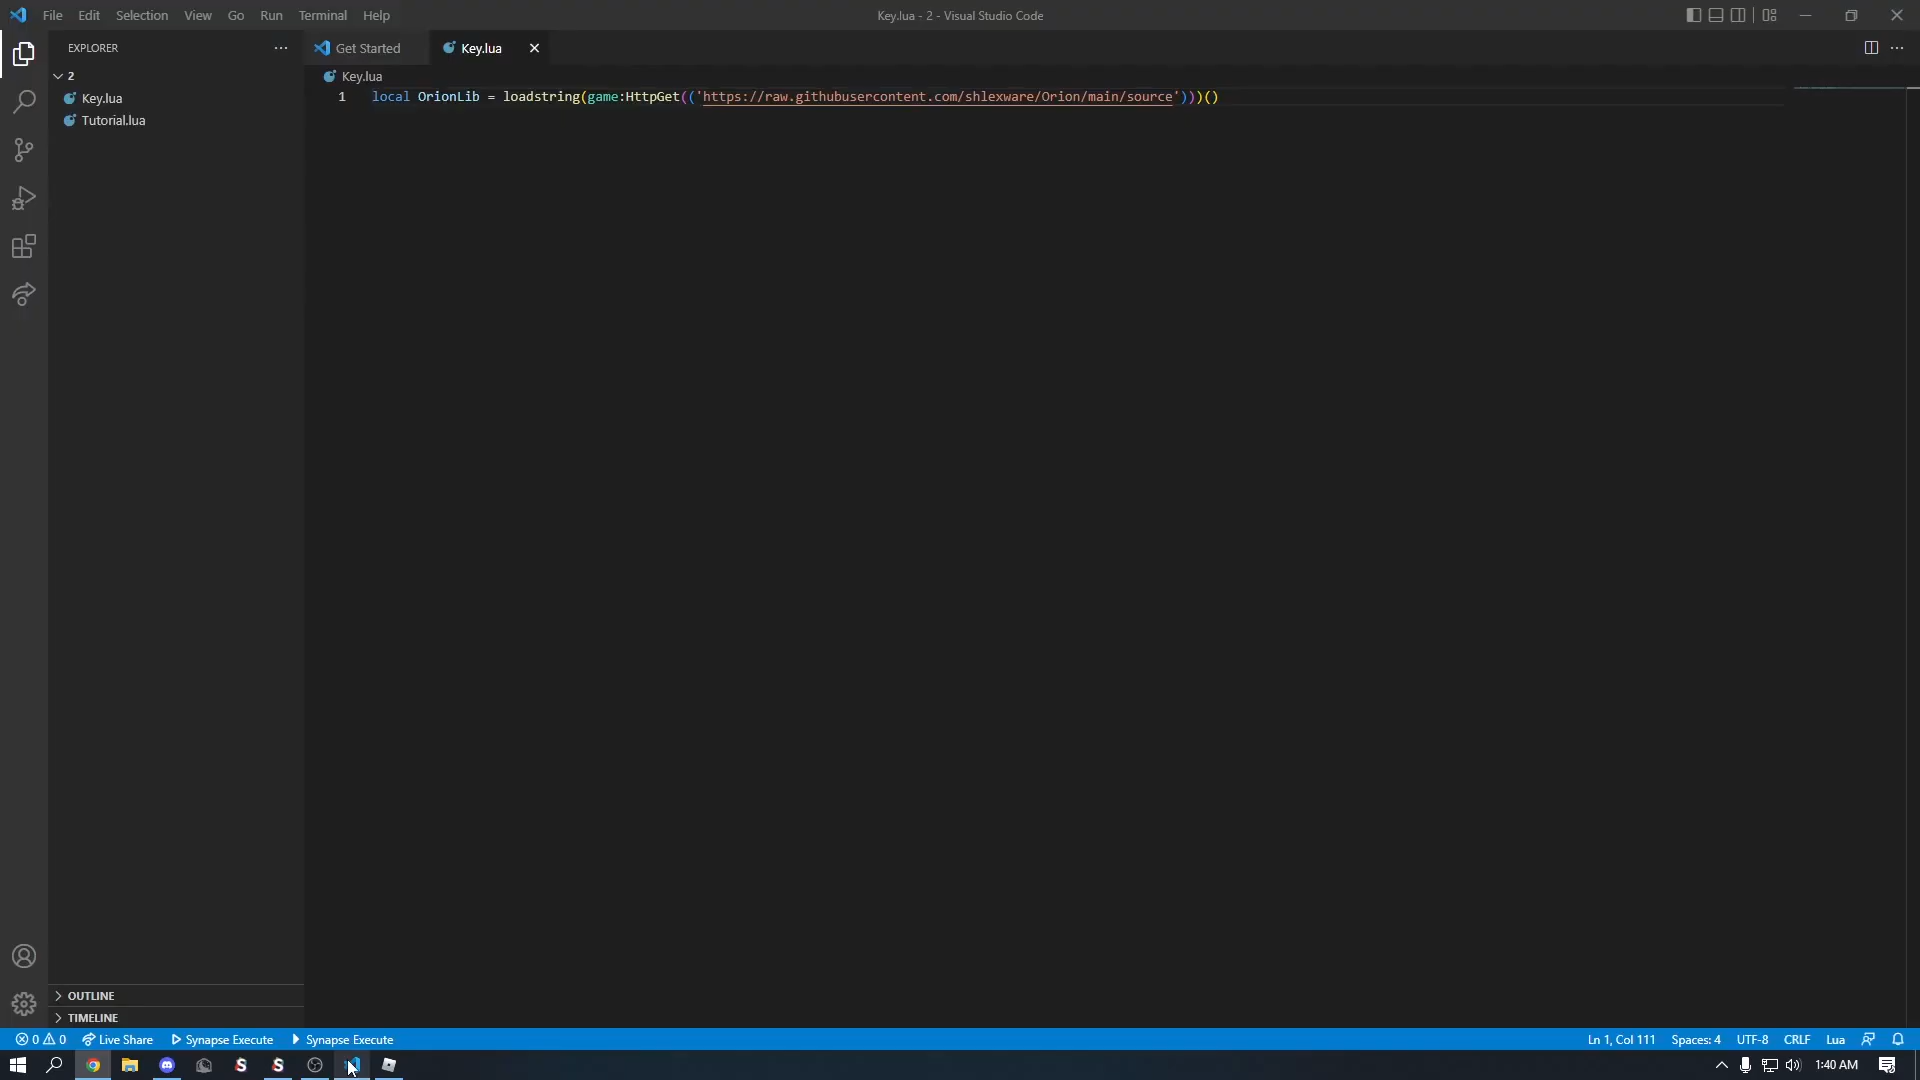 File Edit Selection View Go Run Terminal Help
Key.lua - 2 - Visual Studio Code
EXPLORER
Get Started
Key.lua
2
Key.lua
Key.lua
1 local OrionLib = loadstring(game:HttpGet(('https://raw.githubusercontent.com/shlexware/Orion/main/source')))()
Tutorial.lua
OUTLINE
TIMELINE
0 0 Live Share Synapse Execute Synapse Execute
Ln 1, Col 111 Spaces: 4 UTF-8 CRLF Lua
1:40 AM